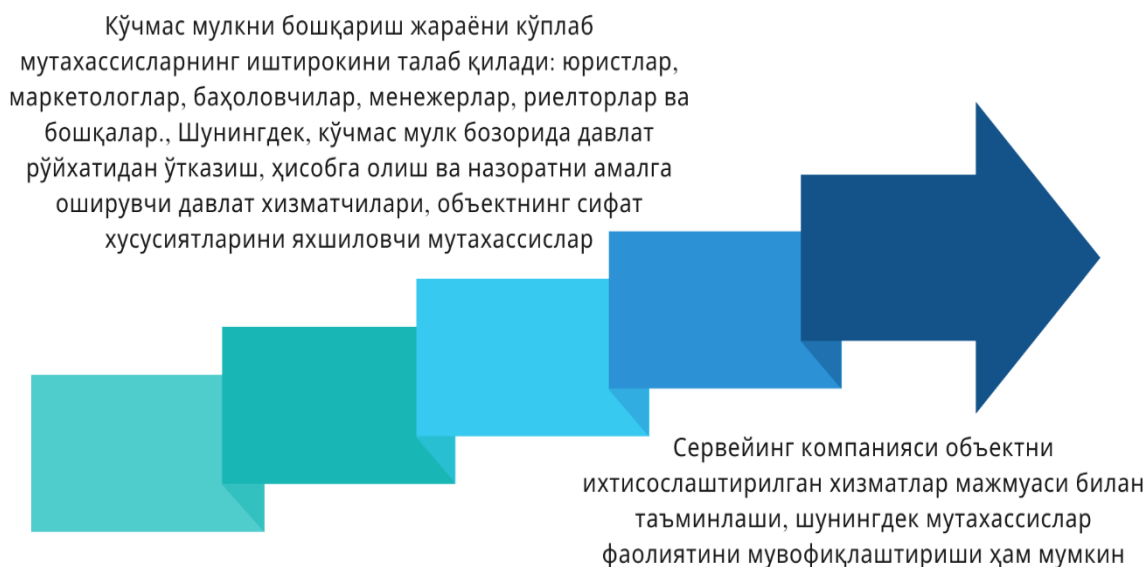 Кўчмас мулкни бошқариш жараёни кўплаб
мутахассисларнинг иштирокини талаб қилади: юристлар,
маркетологлар, баҳоловчилар, менежерлар, риелторлар ва
бошқалар., Шунингдек, кўчмас мулк бозорида давлат
рўйхатидан ўтказиш, ҳисобга олиш ва назоратни амалга
оширувчи давлат хизматчилари, объектнинг сифат
хусусиятларини яхшиловчи мутахассислар
Сервейинг компанияси объектни
ихтисослаштирилган хизматлар мажмуаси билан
таъминлаши, шунингдек мутахассислар
фаолиятини мувофиқлаштириши ҳам мумкин